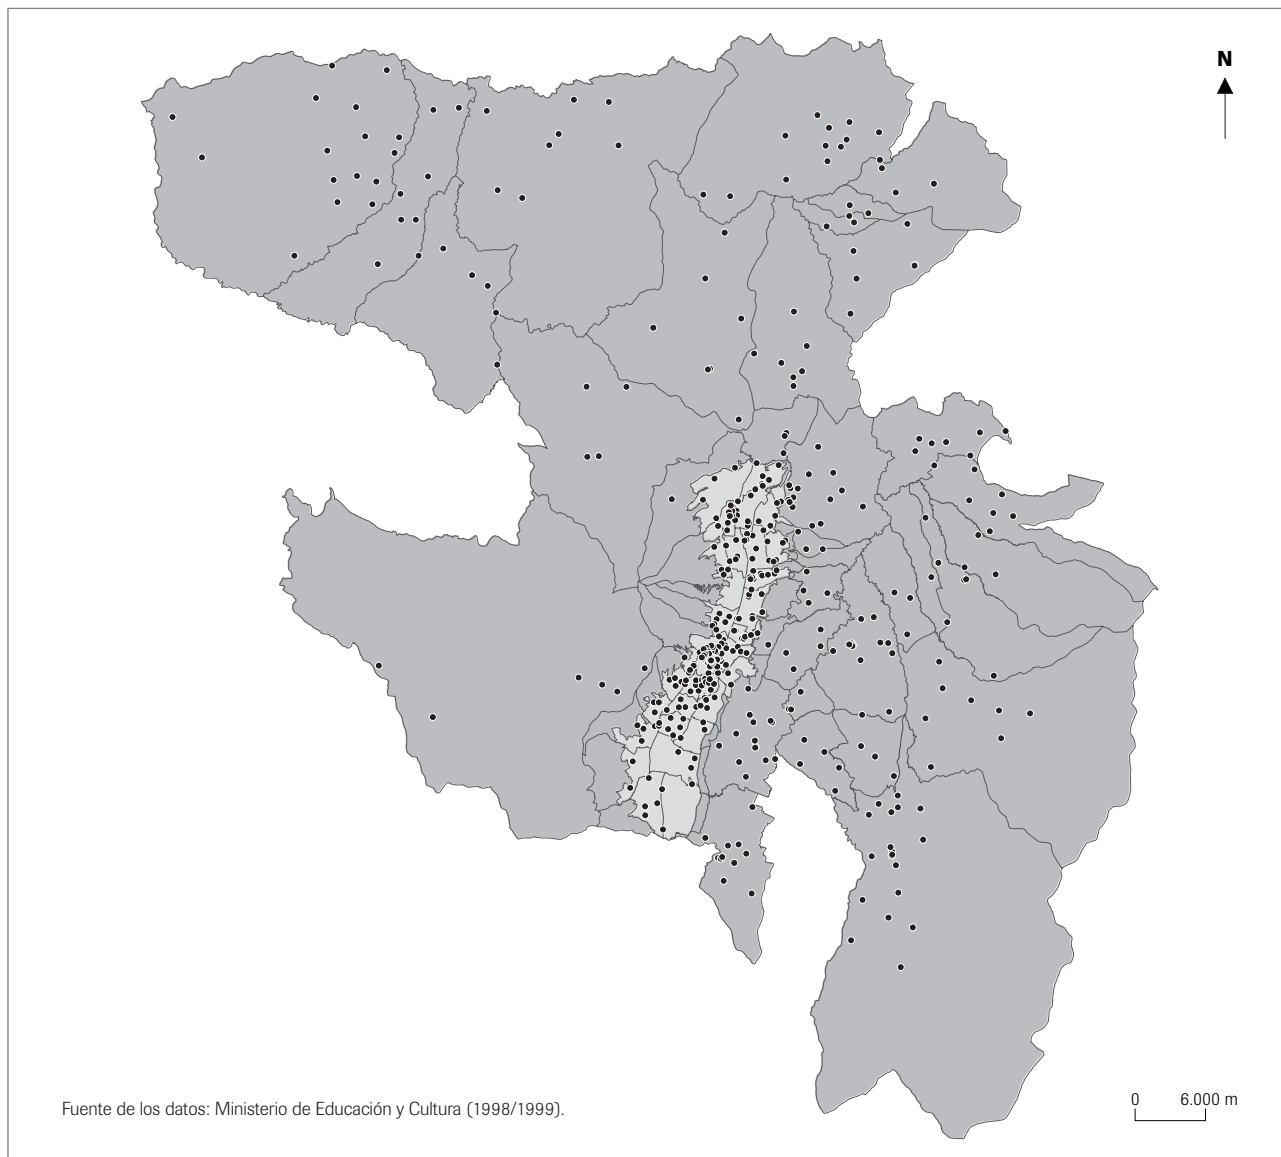 N
Fuente de los datos: Ministerio de Educación y Cultura (1998/1999).
0 6.000 m